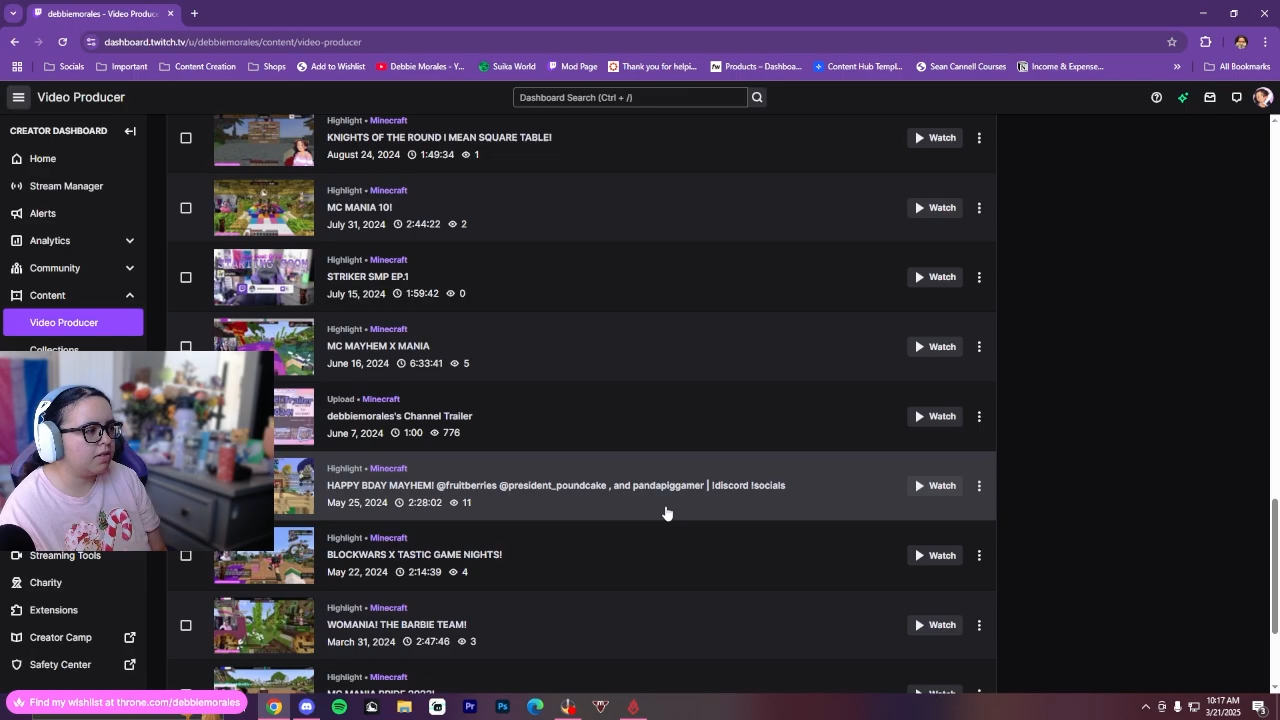 debbiemorales - Video Produc
dashboard.twitch.tv/u/debbiemorales/content/video-producer
Socials
Important
Content Creation
Shops
Add to Wishlist
Debbie Morales - Y...
Suika World
Mod Page
Thank you for help...
Products – Dashboa...
Content Hub Templ...
Sean Cannell Courses
Income & Expense...
All Bookmarks
Video Producer
Dashboard Search (Ctrl + /)
EATOR DASHBOARD
Home
Stream Manager
Alerts
Analytics
Community
Content
Video Producer
Collections
Streaming Tools
Charity
Extensions
Creator Camp
Safety Center
Highlight • Minecraft
KNIGHTS OF THE ROUND I MEAN SQUARE TABLE!
August 24, 2024 1:49:34 1
Watch
Highlight • Minecraft
MC MANIA 10!
July 31, 2024 2:44:22 2
Watch
Highlight • Minecraft
STRIKER SMP EP.1
July 15, 2024 1:59:42 0
Watch
STARTING SOON
Highlight • Minecraft
MC MAYHEM X MANIA
June 16, 2024 6:33:41 5
Watch
Upload • Minecraft
debbiemorales's Channel Trailer
June 7, 2024 1:00 776
Watch
Highlight • Minecraft
HAPPY BDAY MAYHEM! @fruitberries @president_poundcake , and pandapiggamer | !discord !socials
May 25, 2024 2:28:02 11
Watch
Highlight • Minecraft
BLOCKWARS X TASTIC GAME NIGHTS!
May 22, 2024 2:14:39 4
Watch
Highlight • Minecraft
WOMANIA! THE BARBIE TEAM!
March 31, 2024 2:47:46 3
Watch
MC MANIA PRIDE 2023!
Watch
Find my wishlist at throne.com/debbiemorales
10:17 AM
3/21/2025